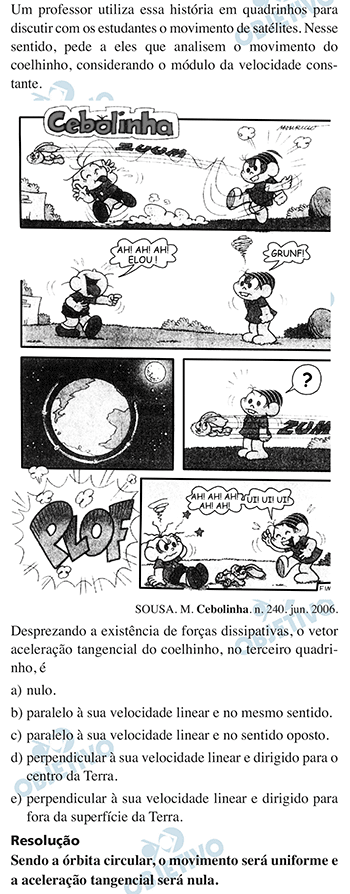 Um professor utiliza essa história em quadrinhos para
discutir com os estudantes o movimento de satélites. Nesse
sentido, pede a eles que analisem o movimento do
coelhinho, considerando o módulo da velocidade cons-
tante.
Cebolinha
MAURICIO
ZUUM
AH! AH! AH!
ELOU!
GRUNF!
?
ZUM
PLOF
AH! AH! AH!
AH! AH!
UI! UI! UI!
FIM
SOUSA. M. Cebolinha. n. 240. jun. 2006.
Desprezando a existência de forças dissipativas, o vetor
aceleração tangencial do coelhinho, no terceiro quadri-
nho, é
a) nulo.
b) paralelo à sua velocidade linear e no mesmo sentido.
c) paralelo à sua velocidade linear e no sentido oposto.
d) perpendicular à sua velocidade linear e dirigido para o
centro da Terra.
e) perpendicular à sua velocidade linear e dirigido para
fora da superfície da Terra.
Resolução
Sendo a órbita circular, o movimento será uniforme e
a aceleração tangencial será nula.